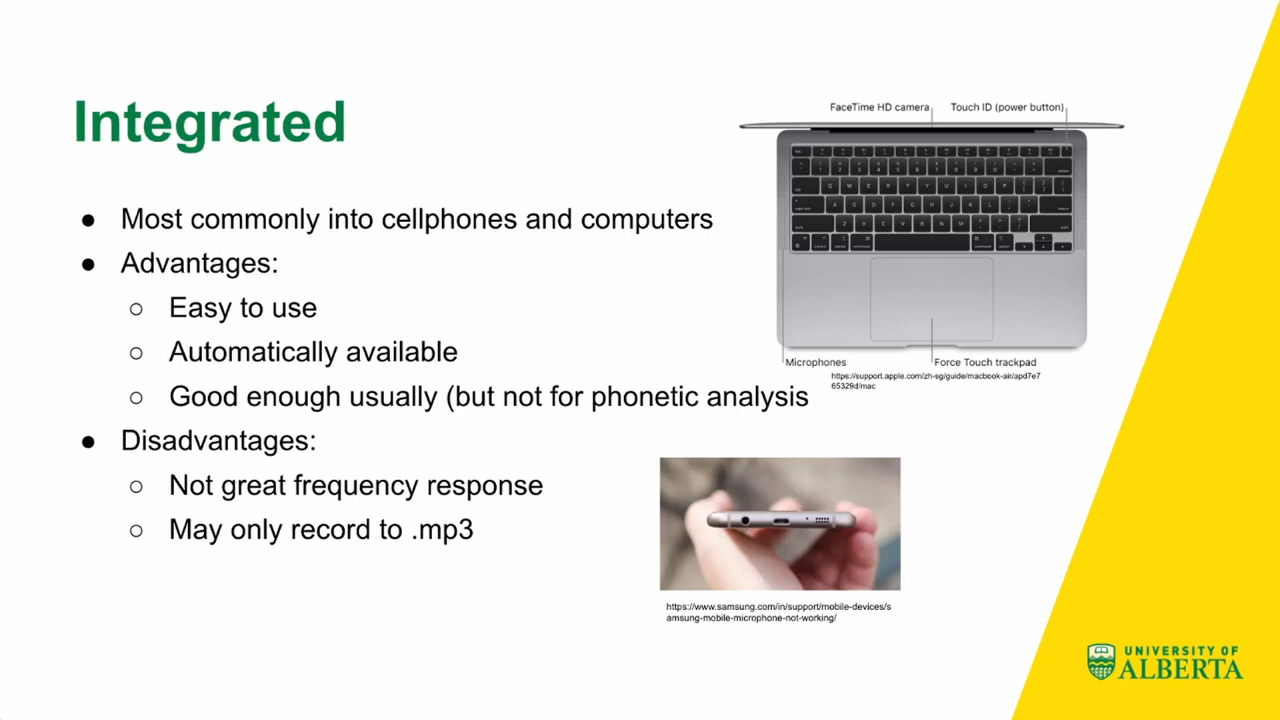 Integrated
● Most commonly into cellphones and computers
● Advantages:
○ Easy to use
○ Automatically available
○ Good enough usually (but not for phonetic analysis
● Disadvantages:
○ Not great frequency response
○ May only record to .mp3
FaceTime HD camera
Touch ID (power button)
Microphones
Force Touch trackpad
https://support.apple.com/zh-sg/guide/macbook-air/apd7e7
65329d/mac
https://www.samsung.com/in/support/mobile-devices/s
amsung-mobile-microphone-not-working/
UNIVERSITY OF
ALBERTA